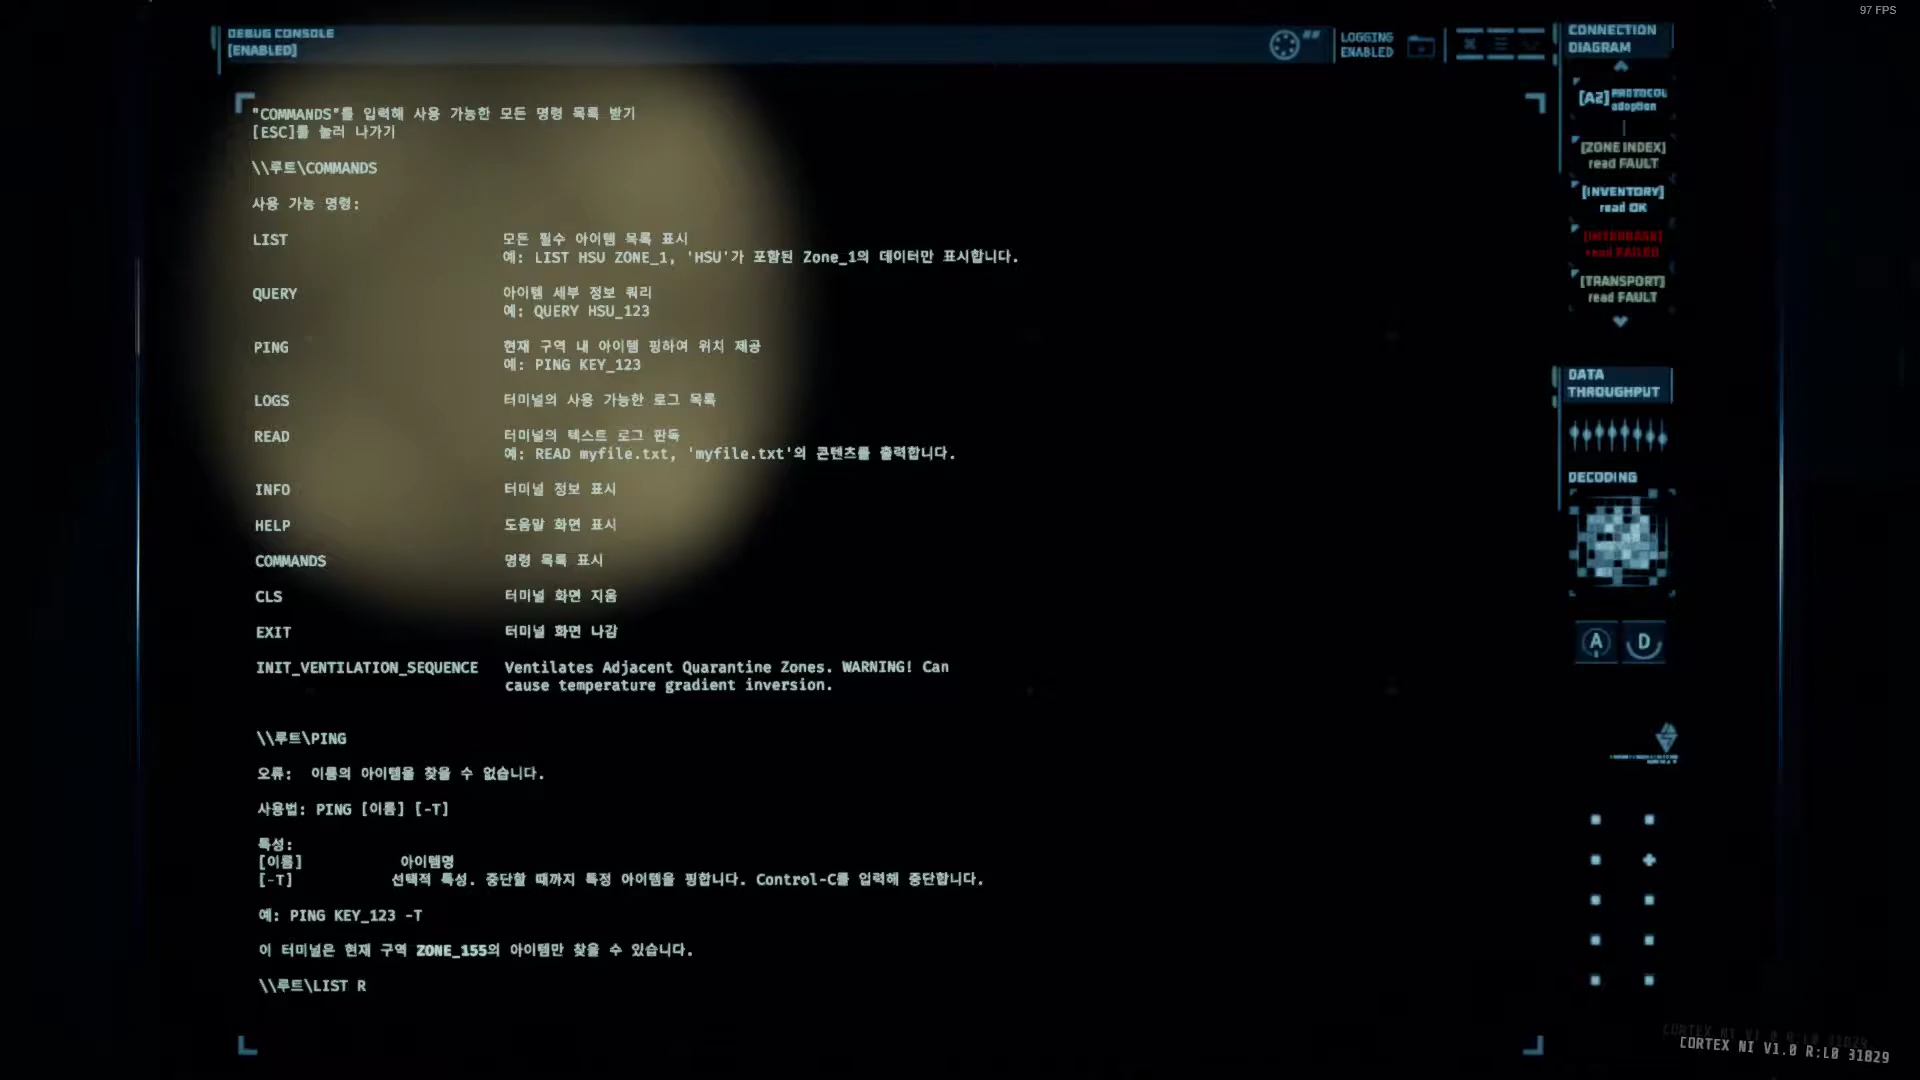 97 FPS
DEBUG CONSOLE
[ENABLED]
LOGGING
ENABLED
"COMMANDS"를 입력해 사용 가능한 모든 명령 목록 받기
[ESC]를 눌러 나가기
\\루트\COMMANDS
사용 가능 명령:
LIST 모든 필수 아이템 목록 표시
예: LIST HSU ZONE_1, 'HSU'가 포함된 Zone_1의 데이터만 표시합니다.
QUERY 아이템 세부 정보 쿼리
예: QUERY HSU_123
PING 현재 구역 내 아이템 핑하여 위치 제공
예: PING KEY_123
LOGS 터미널의 사용 가능한 로그 목록
READ 터미널의 텍스트 로그 판독
예: READ myfile.txt, 'myfile.txt'의 콘텐츠를 출력합니다.
INFO 터미널 정보 표시
HELP 도움말 화면 표시
COMMANDS 명령 목록 표시
CLS 터미널 화면 지움
EXIT 터미널 화면 나감
INIT_VENTILATION_SEQUENCE Ventilates Adjacent Quarantine Zones. WARNING! Can
cause temperature gradient inversion.
\\루트\PING
오류:  이름의 아이템을 찾을 수 없습니다.
사용법: PING [이름] [-T]
특성:
[이름] 아이템명
[-T] 선택적 특성. 중단할 때까지 특정 아이템을 핑합니다. Control-C를 입력해 중단합니다.
예: PING KEY_123 -T
이 터미널은 현재 구역 ZONE_155의 아이템만 찾을 수 있습니다.
\\루트\LIST R
CONNECTION
DIAGRAM
[A2] PROTOCOL
adoption
[ZONE INDEX]
read FAULT
[INVENTORY]
read OK
read FAILED
[TRANSPORT]
read FAULT
DATA
THROUGHPUT
DECODING
A D
CORTEX NI V1.0 R:L0 31829